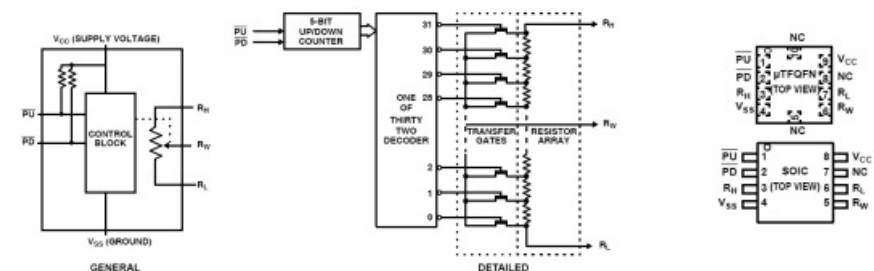 VCC (SUPPLY VOLTAGE)
PU
PD
CONTROL
BLOCK
RH
RW
RL
VSS (GROUND)
GENERAL
PU
PD
5-BIT
UP/DOWN
COUNTER
ONE
OF
THIRTY
TWO
DECODER
31
30
29
28
2
1
0
TRANSFER
GATES
RESISTOR
ARRAY
RH
RW
RL
DETAILED
NC
PU 1 10 9 VCC
PD 2 µTFQFN 8 NC
RH 3 (TOP VIEW) 7 RL
VSS 4 5 6 RW
NC
PU 1 8 VCC
PD 2 SOIC 7 NC
RH 3 (TOP VIEW) 6 RL
VSS 4 5 RW